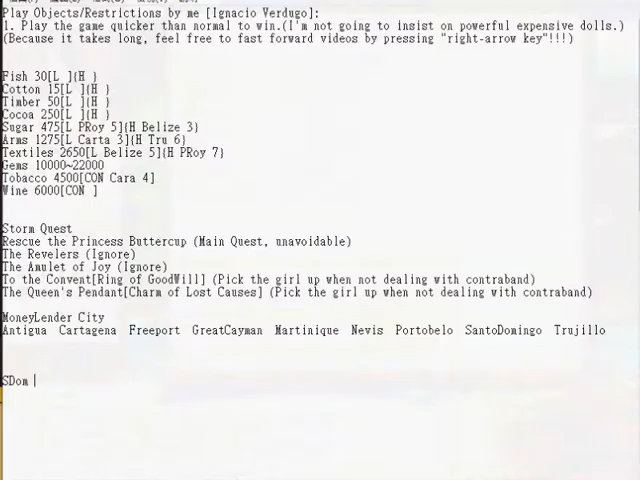 Play Objects/Restrictions by me [Ignacio Verdugo]:
1. Play the game quicker than normal to win.(I'm not going to insist on powerful expensive dolls.)
(Because it takes long, feel free to fast forward videos by pressing "right-arrow key"!!!)
Fish 30[L ]{H }
Cotton 15[L ]{H }
Timber 50[L ]{H }
Cocoa 250[L ]{H }
Sugar 475[L PRoy 5]{H Belize 3}
Arms 1275[L Carta 3]{H Tru 6}
Textiles 2650[L Belize 5]{H PRoy 7}
Gems 10000~22000
Tobacco 4500[CON Cara 4]
Wine 6000[CON ]
Storm Quest
Rescue the Princess Buttercup (Main Quest, unavoidable)
The Revelers (Ignore)
The Amulet of Joy (Ignore)
To the Convent[Ring of GoodWill] (Pick the girl up when not dealing with contraband)
The Queen's Pendant[Charm of Lost Causes] (Pick the girl up when not dealing with contraband)
MoneyLender City
Antigua Cartagena Freeport GreatCayman Martinique Nevis Portobelo SantoDomingo Trujillo
SDom